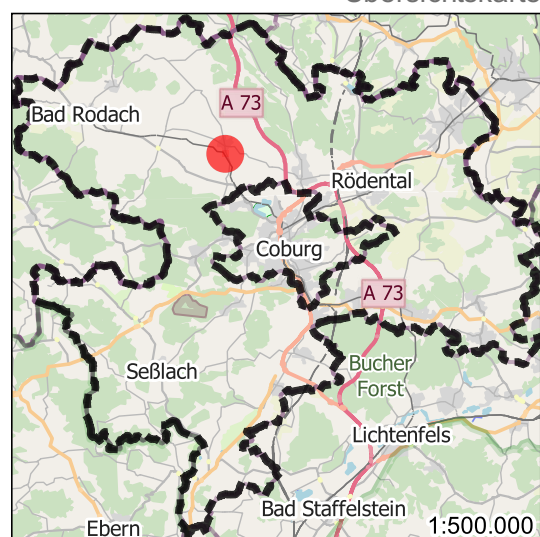 A 73
Bad Rodach
Rödental
Coburg
A 73
Bucher
Forst
Seßlach
Lichtenfels
Bad Staffelstein
Ebern
1:500.000